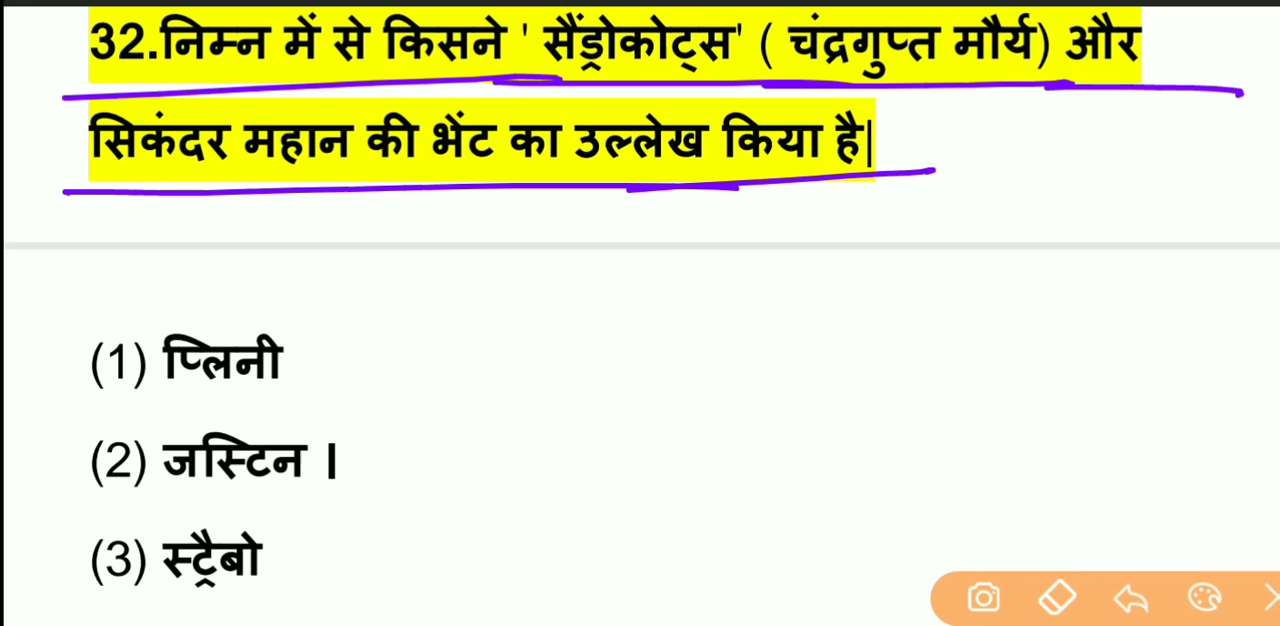 32.निम्न में से किसने ' सैंड्रोकोट्स' ( चंद्रगुप्त मौर्य) और
सिकंदर महान की भेंट का उल्लेख किया है|
(1) प्लिनी
(2) जस्टिन ।
(3) स्ट्रैबो